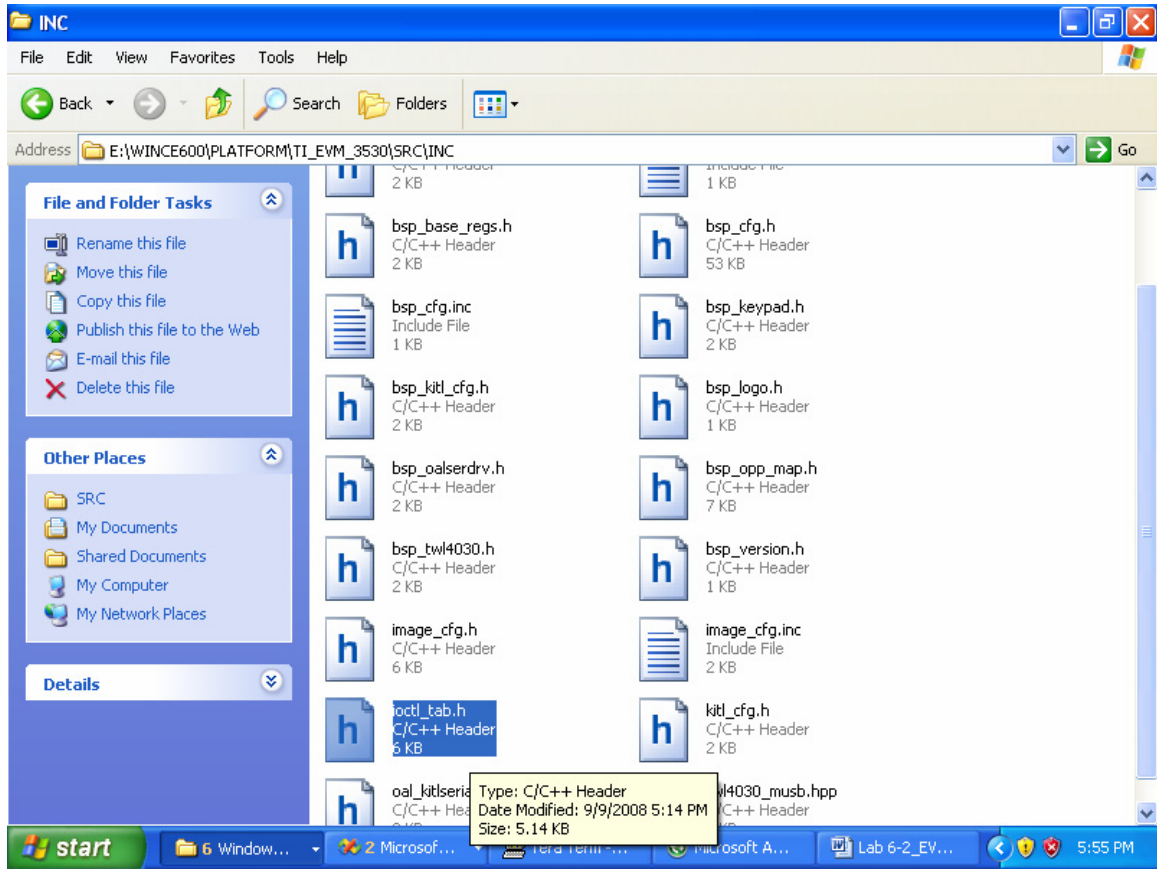 INC
File Edit View Favorites Tools Help
Back Search Folders
Address E:\WINCE600\PLATFORM\TI_EVM_3530\SRC\INC Go
File and Folder Tasks
Rename this file
Move this file
Copy this file
Publish this file to the Web
E-mail this file
Delete this file
Other Places
SRC
My Documents
Shared Documents
My Computer
My Network Places
Details
2 KB
1 KB
bsp_base_regs.h
C/C++ Header
2 KB
bsp_cfg.h
C/C++ Header
53 KB
bsp_cfg.inc
Include File
1 KB
bsp_keypad.h
C/C++ Header
2 KB
bsp_kitl_cfg.h
C/C++ Header
2 KB
bsp_logo.h
C/C++ Header
1 KB
bsp_oalserdrv.h
C/C++ Header
2 KB
bsp_opp_map.h
C/C++ Header
7 KB
bsp_twl4030.h
C/C++ Header
2 KB
bsp_version.h
C/C++ Header
1 KB
image_cfg.h
C/C++ Header
6 KB
image_cfg.inc
Include File
2 KB
ioctl_tab.h
C/C++ Header
6 KB
kitl_cfg.h
C/C++ Header
2 KB
oal_kitlseria
C/C++ Hea
wl4030_musb.hpp
C/C++ Header
Type: C/C++ Header
Date Modified: 9/9/2008 5:14 PM
Size: 5.14 KB
start 6 Window... 2 Microsof... Tera Term -... Microsoft A... Lab 6-2_EV... 5:55 PM